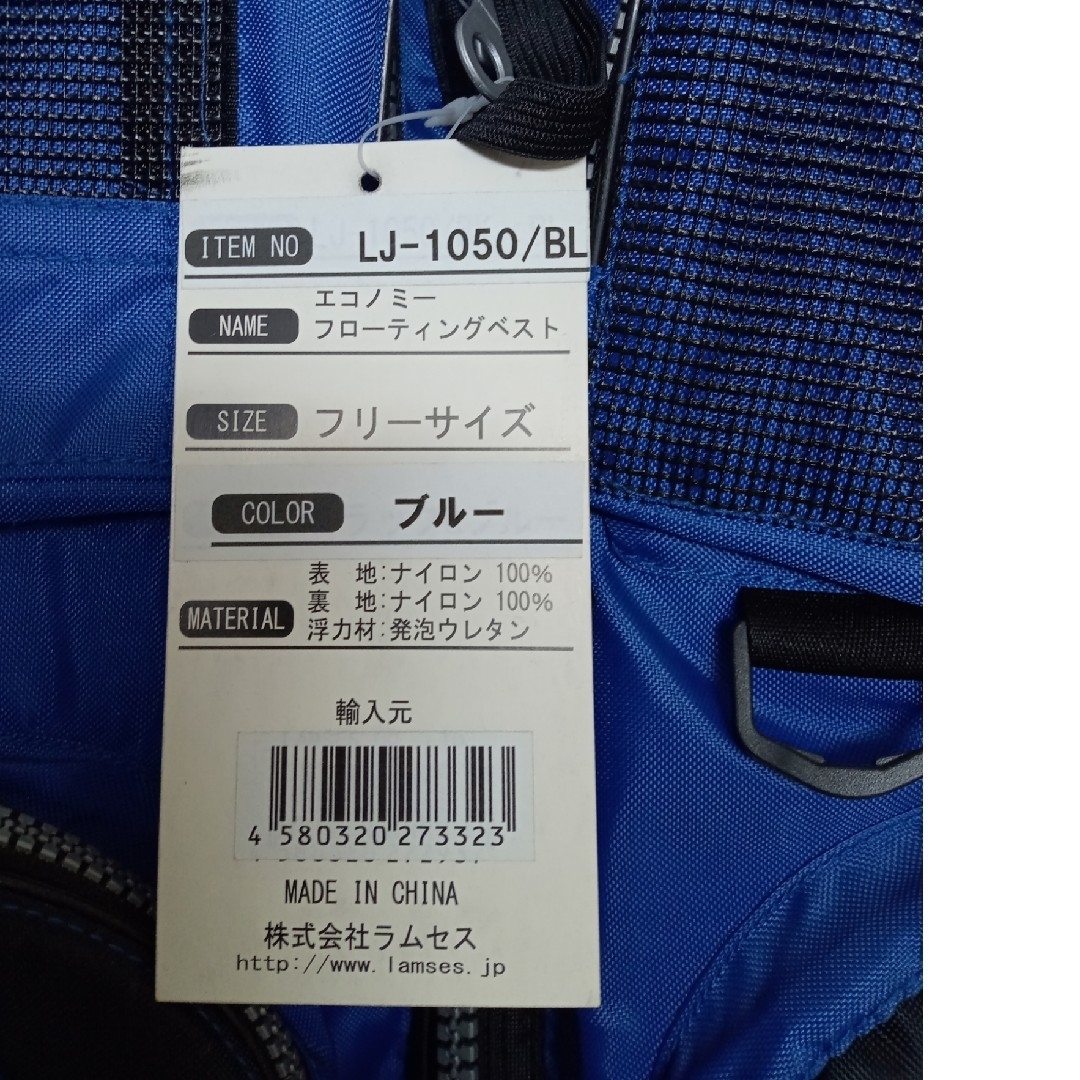 ITEM NO LJ-1050/BL
エコノミー
NAME フローティングベスト
SIZE フリーサイズ
COLOR ブルー
表 地:ナイロン 100%
裏 地:ナイロン 100%
MATERIAL 浮力材:発泡ウレタン
輸入元
4 580320 273323
MADE IN CHINA
株式会社ラムセス
http://www.lamses.jp